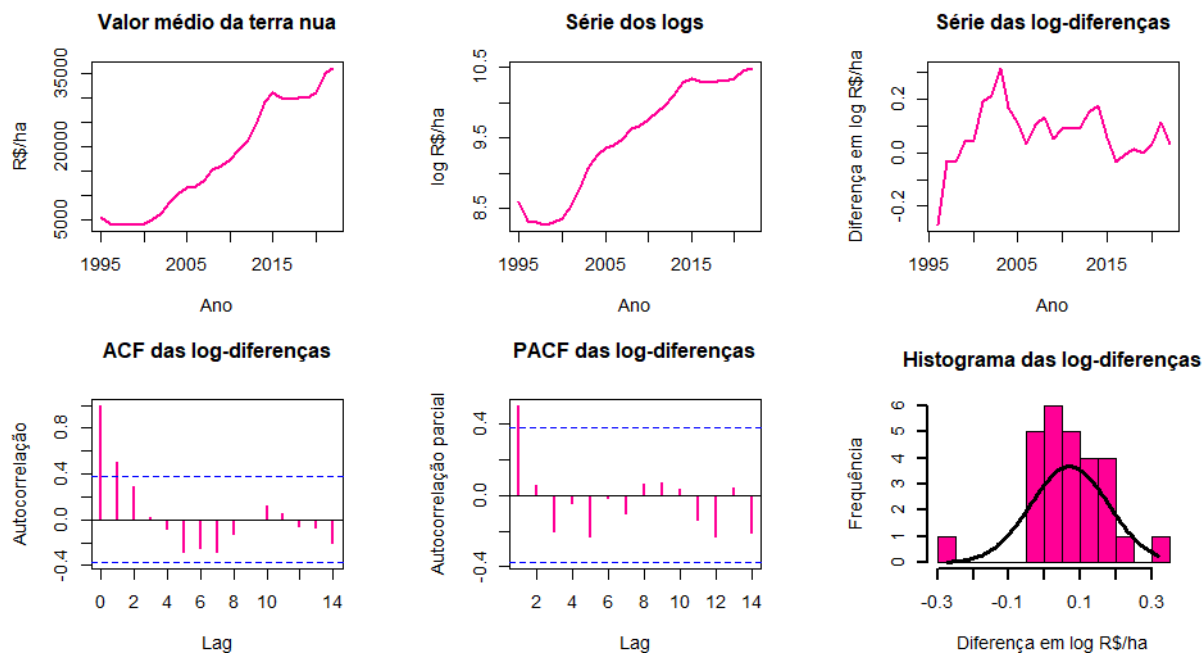 Valor médio da terra nua
R$/ha
5000
20000
35000
1995
2005
2015
Ano
Série dos logs
log R$/ha
8.5
9.5
10.5
1995
2005
2015
Ano
Série das log-diferenças
Diferença em log R$/ha
-0.2
0.0
0.2
1995
2005
2015
Ano
ACF das log-diferenças
Autocorrelação
-0.4
0.0
0.4
0.8
0 2 4 6 8 10 14
Lag
PACF das log-diferenças
Autocorrelação parcial
-0.4
0.0
0.4
2 4 6 8 10 12 14
Lag
Histograma das log-diferenças
Frequência
0
1
2
3
4
5
6
-0.3 -0.1 0.1 0.3
Diferença em log R$/ha